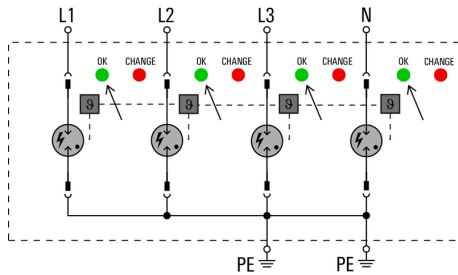 L1 L2 L3 N
OK CHANGE OK CHANGE OK CHANGE OK CHANGE
ϑ ϑ ϑ ϑ
PE PE